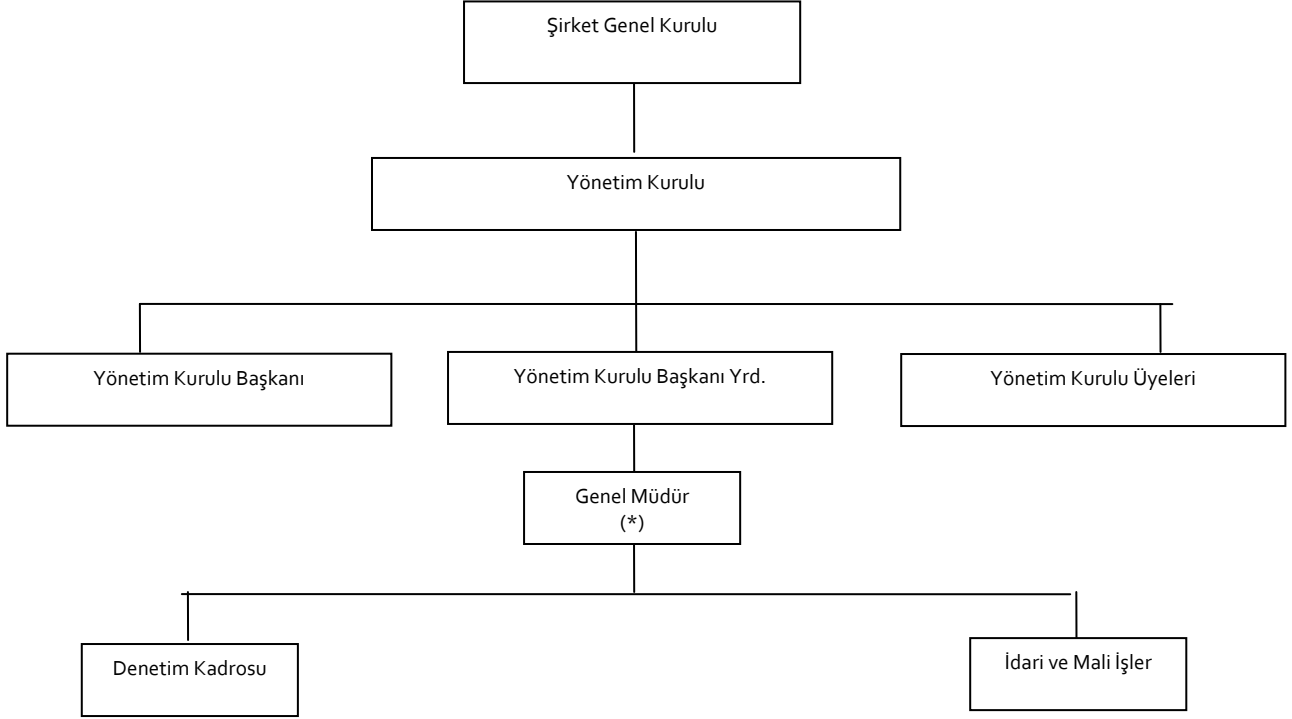 Şirket Genel Kurulu
Yönetim Kurulu
Yönetim Kurulu Başkanı
Yönetim Kurulu Başkanı Yrd.
Yönetim Kurulu Üyeleri
Genel Müdür
(*)
Denetim Kadrosu
İdari ve Mali İşler